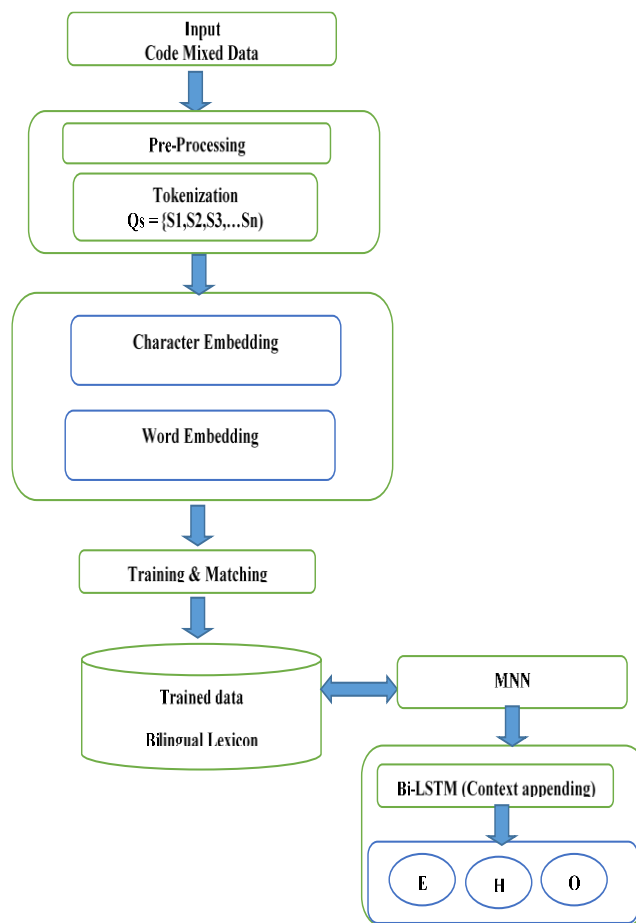 Input
Code Mixed Data
Pre-Processing
Tokenization
Qs = {S1,S2,S3,...Sn)
Character Embedding
Word Embedding
Training & Matching
Trained data
Bilingual Lexicon
MNN
Bi-LSTM (Context appending)
E H O